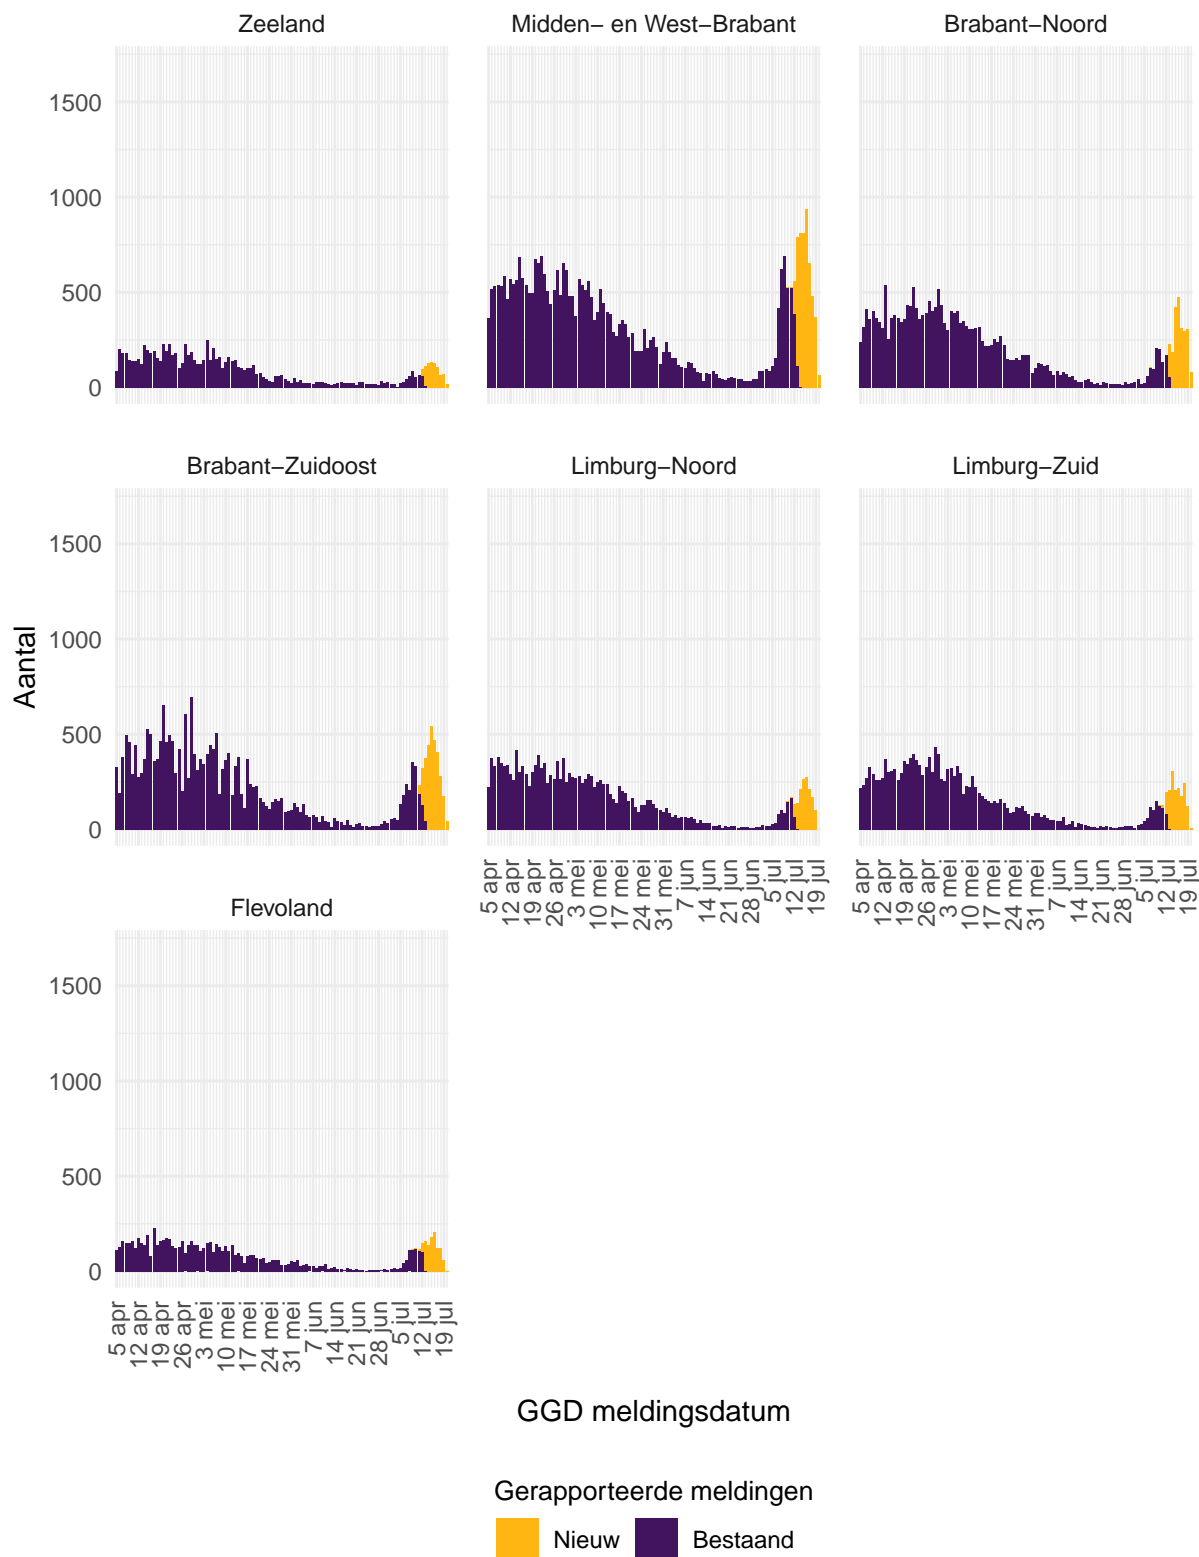 Zeeland
Midden− en West−Brabant
Brabant−Noord
1500
1000
500
0
Brabant−Zuidoost
Limburg−Noord
Limburg−Zuid
1500
1000
500
0
5 apr
12 apr
19 apr
26 apr
3 mei
10 mei
17 mei
24 mei
31 mei
7 jun
14 jun
21 jun
28 jun
5 jul
12 jul
19 jul
5 apr
12 apr
19 apr
26 apr
3 mei
10 mei
17 mei
24 mei
31 mei
7 jun
14 jun
21 jun
28 jun
5 jul
12 jul
19 jul
Flevoland
1500
1000
500
0
5 apr
12 apr
19 apr
26 apr
3 mei
10 mei
17 mei
24 mei
31 mei
7 jun
14 jun
21 jun
28 jun
5 jul
12 jul
19 jul
Aantal
GGD meldingsdatum
Gerapporteerde meldingen
Nieuw
Bestaand